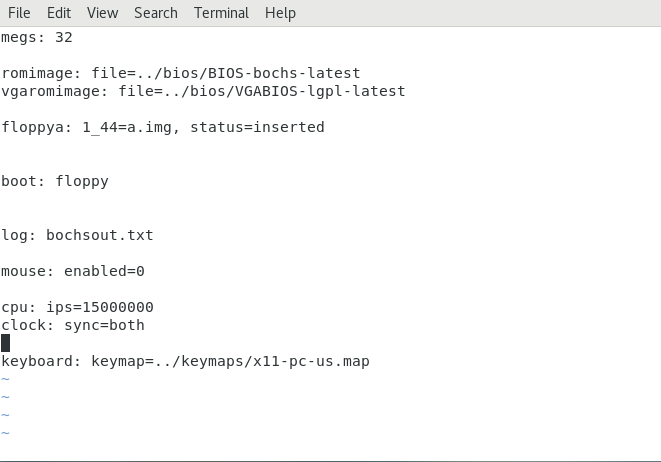 File Edit View Search Terminal Help
megs: 32
romimage: file=../bios/BIOS-bochs-latest
vgaromimage: file=../bios/VGABIOS-lgpl-latest
floppya: 1_44=a.img, status=inserted
boot: floppy
log: bochsout.txt
mouse: enabled=0
cpu: ips=15000000
clock: sync=both
keyboard: keymap=../keymaps/x11-pc-us.map
~
~
~
~